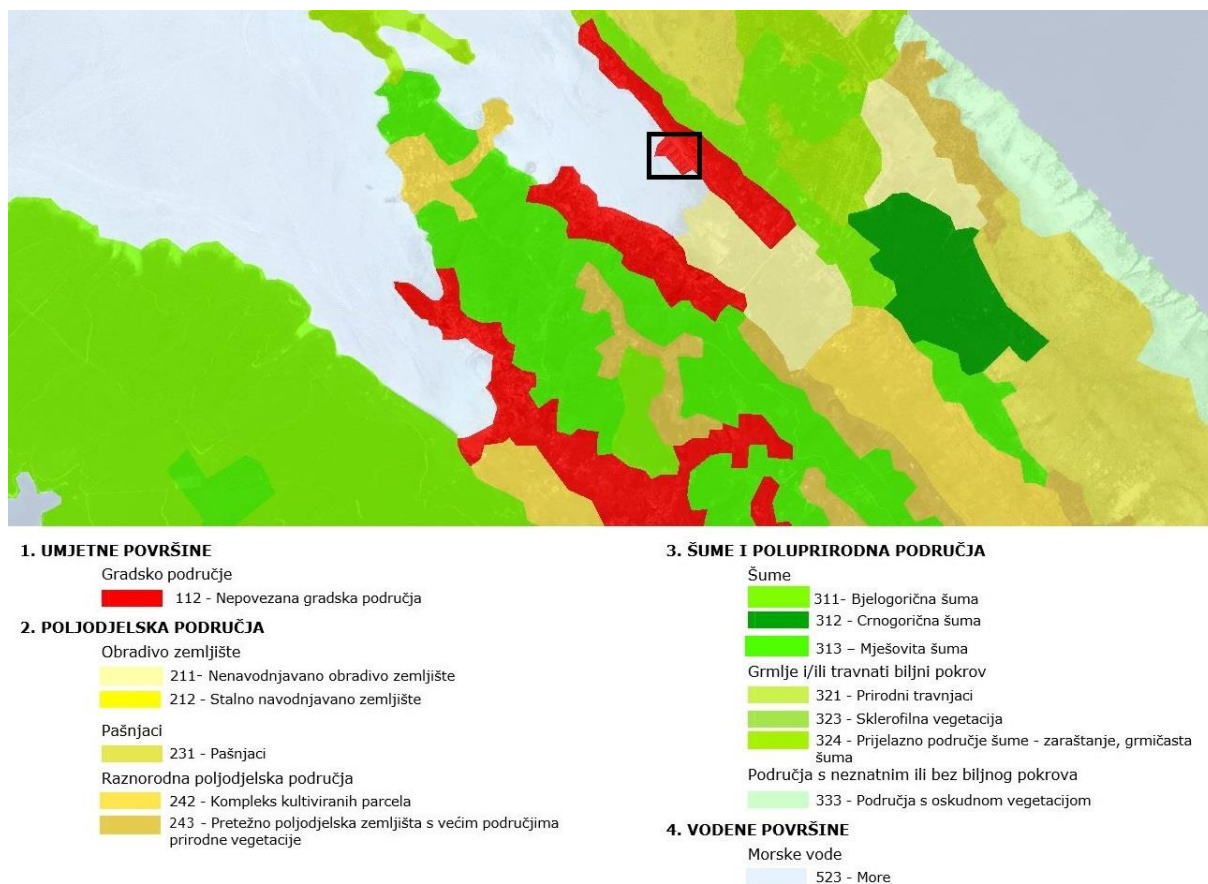 1. UMJETNE POVRŠINE
Gradsko područje
112 - Nepovezana gradska područja
2. POLJODJELSKA PODRUČJA
Obradivo zemljište
211- Nenavodnjavano obradivo zemljište
212 - Stalno navodnjavano zemljište
Pašnjaci
231 - Pašnjaci
Raznorodna poljodjelska područja
242 - Kompleks kultiviranih parcela
243 - Pretežno poljodjelska zemljišta s većim područjima
prirodne vegetacije
3. ŠUME I POLUPRIRODNA PODRUČJA
Šume
311- Bjelogorična šuma
312 - Crnogorična šuma
313 – Mješovita šuma
Grmlje i/ili travnati biljni pokrov
321 - Prirodni travnjaci
323 - Sklerofilna vegetacija
324 - Prijelazno područje šume - zaraštanje, grmičasta
šuma
Područja s neznatnim ili bez biljnog pokrova
333 - Područja s oskudnom vegetacijom
4. VODENE POVRŠINE
Morske vode
523 - More